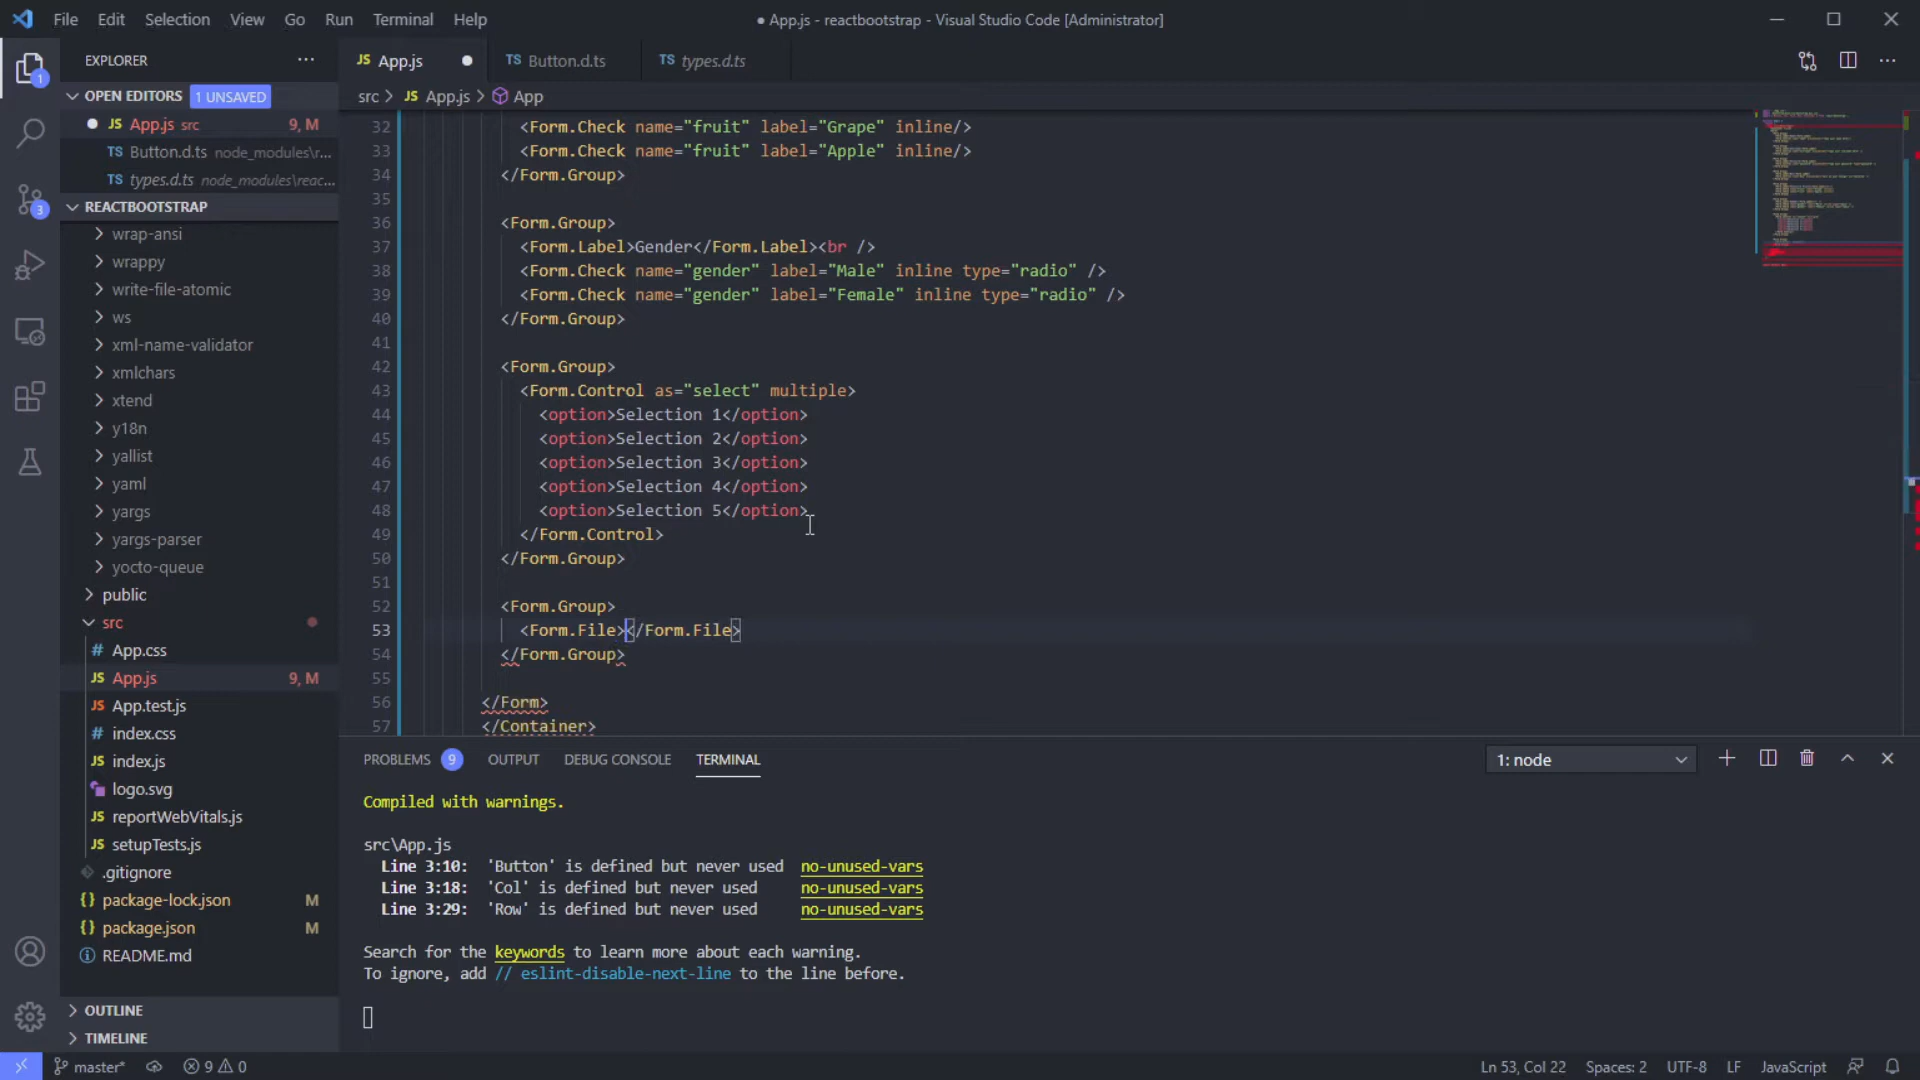 File Edit Selection View Go Run Terminal Help
● App.js - reactbootstrap - Visual Studio Code [Administrator]
EXPLORER
OPEN EDITORS 1 UNSAVED
JS App.js src 9, M
TS Button.d.ts node_modules\r...
TS types.d.ts node_modules\reac...
REACTBOOTSTRAP
wrap-ansi
wrappy
write-file-atomic
ws
xml-name-validator
xmlchars
xtend
y18n
yallist
yaml
yargs
yargs-parser
yocto-queue
public
src
# App.css
JS App.js 9, M
JS App.test.js
# index.css
JS index.js
logo.svg
JS reportWebVitals.js
JS setupTests.js
.gitignore
{} package-lock.json M
{} package.json M
README.md
OUTLINE
TIMELINE
JS App.js
TS Button.d.ts
TS types.d.ts
src > JS App.js > App
32 <Form.Check name="fruit" label="Grape" inline/>
33 <Form.Check name="fruit" label="Apple" inline/>
34 </Form.Group>
35
36 <Form.Group>
37 <Form.Label>Gender</Form.Label><br />
38 <Form.Check name="gender" label="Male" inline type="radio" />
39 <Form.Check name="gender" label="Female" inline type="radio" />
40 </Form.Group>
41
42 <Form.Group>
43 <Form.Control as="select" multiple>
44 <option>Selection 1</option>
45 <option>Selection 2</option>
46 <option>Selection 3</option>
47 <option>Selection 4</option>
48 <option>Selection 5</option>
49 </Form.Control>
50 </Form.Group>
51
52 <Form.Group>
53 <Form.File></Form.File>
54 </Form.Group>
55
56 </Form>
57 </Container>
PROBLEMS 9 OUTPUT DEBUG CONSOLE TERMINAL
1: node
Compiled with warnings.
src\App.js
Line 3:10: 'Button' is defined but never used no-unused-vars
Line 3:18: 'Col' is defined but never used no-unused-vars
Line 3:29: 'Row' is defined but never used no-unused-vars
Search for the keywords to learn more about each warning.
To ignore, add // eslint-disable-next-line to the line before.
1
3
master* 9 0
Ln 53, Col 22 Spaces: 2 UTF-8 LF JavaScript